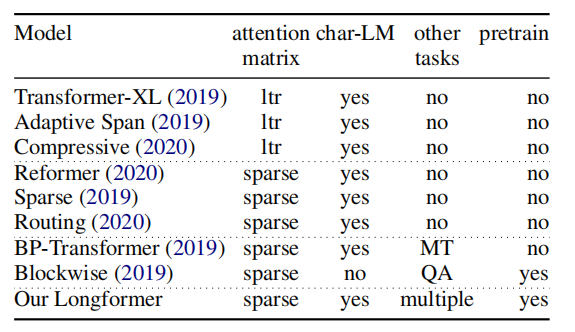 Model attention char-LM other pretrain
matrix tasks
Transformer-XL (2019) ltr yes no no
Adaptive Span (2019) ltr yes no no
Compressive (2020) ltr yes no no
Reformer (2020) sparse yes no no
Sparse (2019) sparse yes no no
Routing (2020) sparse yes no no
BP-Transformer (2019) sparse yes MT no
Blockwise (2019) sparse no QA yes
Our Longformer sparse yes multiple yes